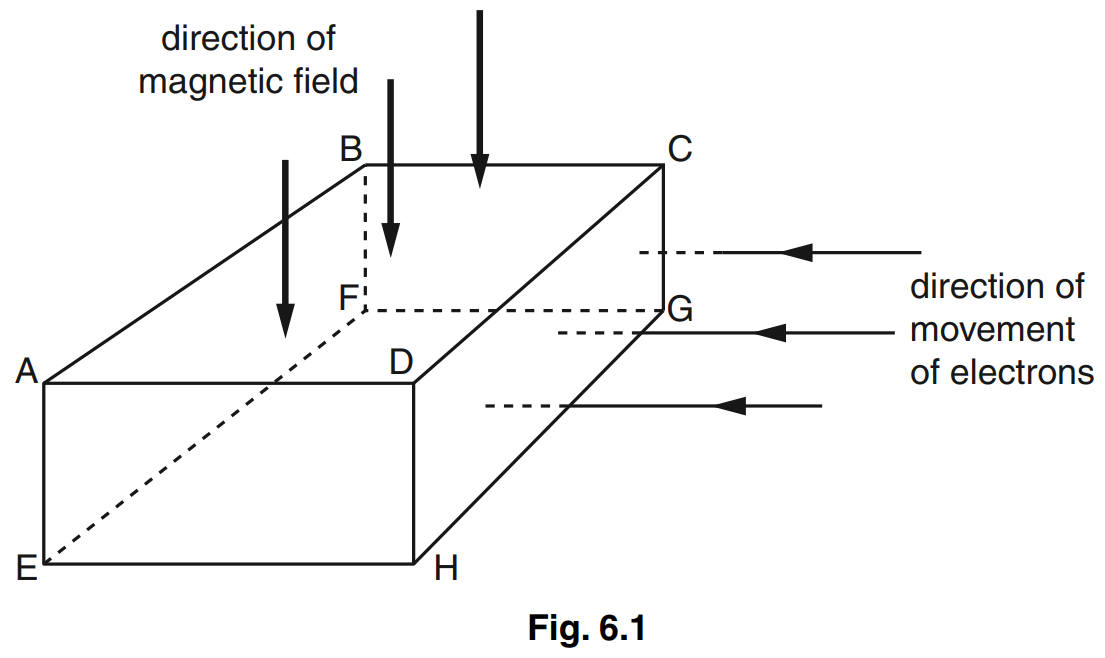 direction of
magnetic field
B
C
F
G
direction of
movement
of electrons
A
D
E
H
Fig. 6.1